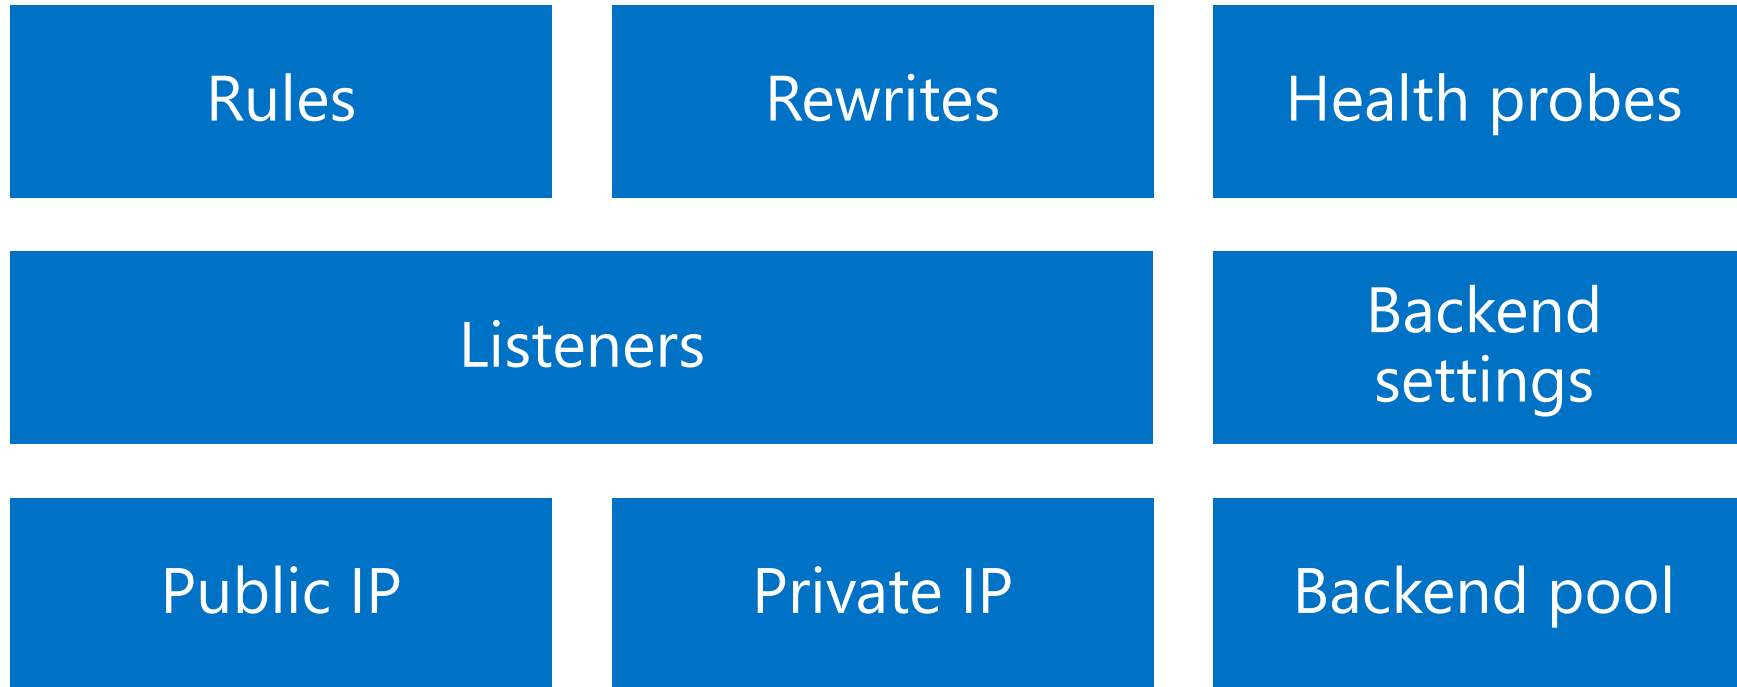 Rules
Rewrites
Health probes
Listeners
Backend
settings
Public IP
Private IP
Backend pool